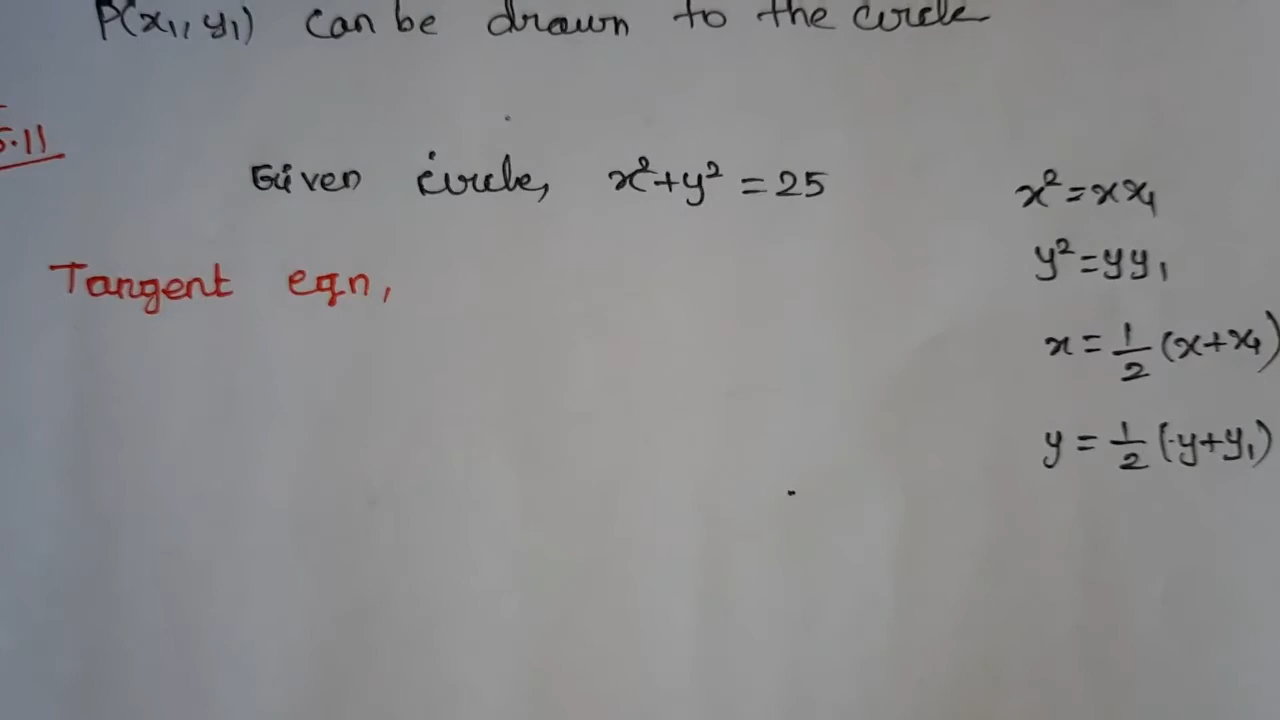 P(x₁, y₁) can be drawn to the circle
5.11
Given circle, x²+y² = 25
x² = xx₁
y² = yy₁
Tangent eqn,
x = 1/2 (x+x₁)
y = 1/2 (y+y₁)